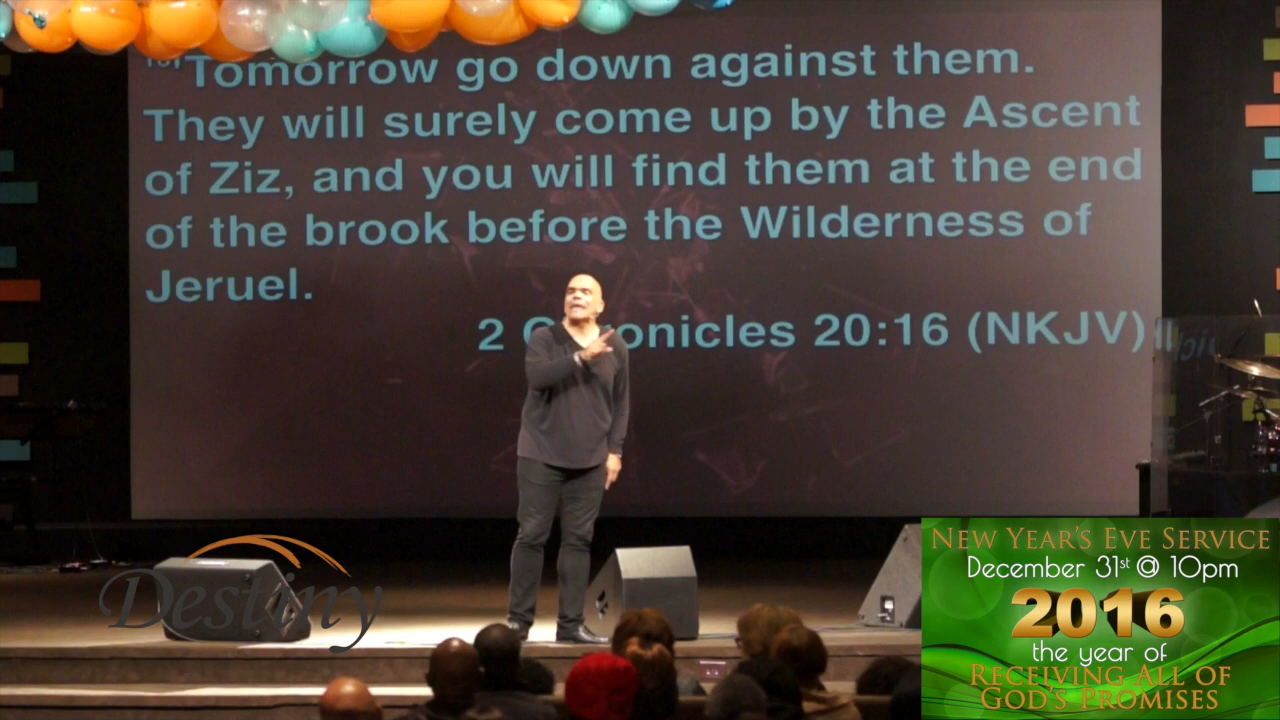 Tomorrow go down against them.
They will surely come up by the Ascent
of Ziz, and you will find them at the end
of the brook before the Wilderness of
Jeruel.
2 onicles 20:16 (NKJV)
Destiny
NEW YEAR'S EVE SERVICE
December 31st @ 10pm
2016
the year of
RECEIVING ALL OF
GOD'S PROMISES